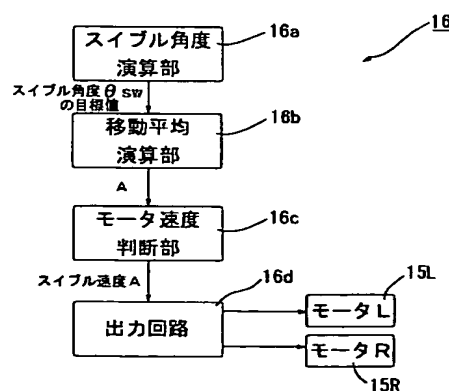 16
スイブル角度
演算部
16a
スイブル角度θsw
の目標値
移動平均
演算部
16b
A
モータ速度
判断部
16c
スイブル速度A
16d
出力回路
15L
モータL
モータR
15R